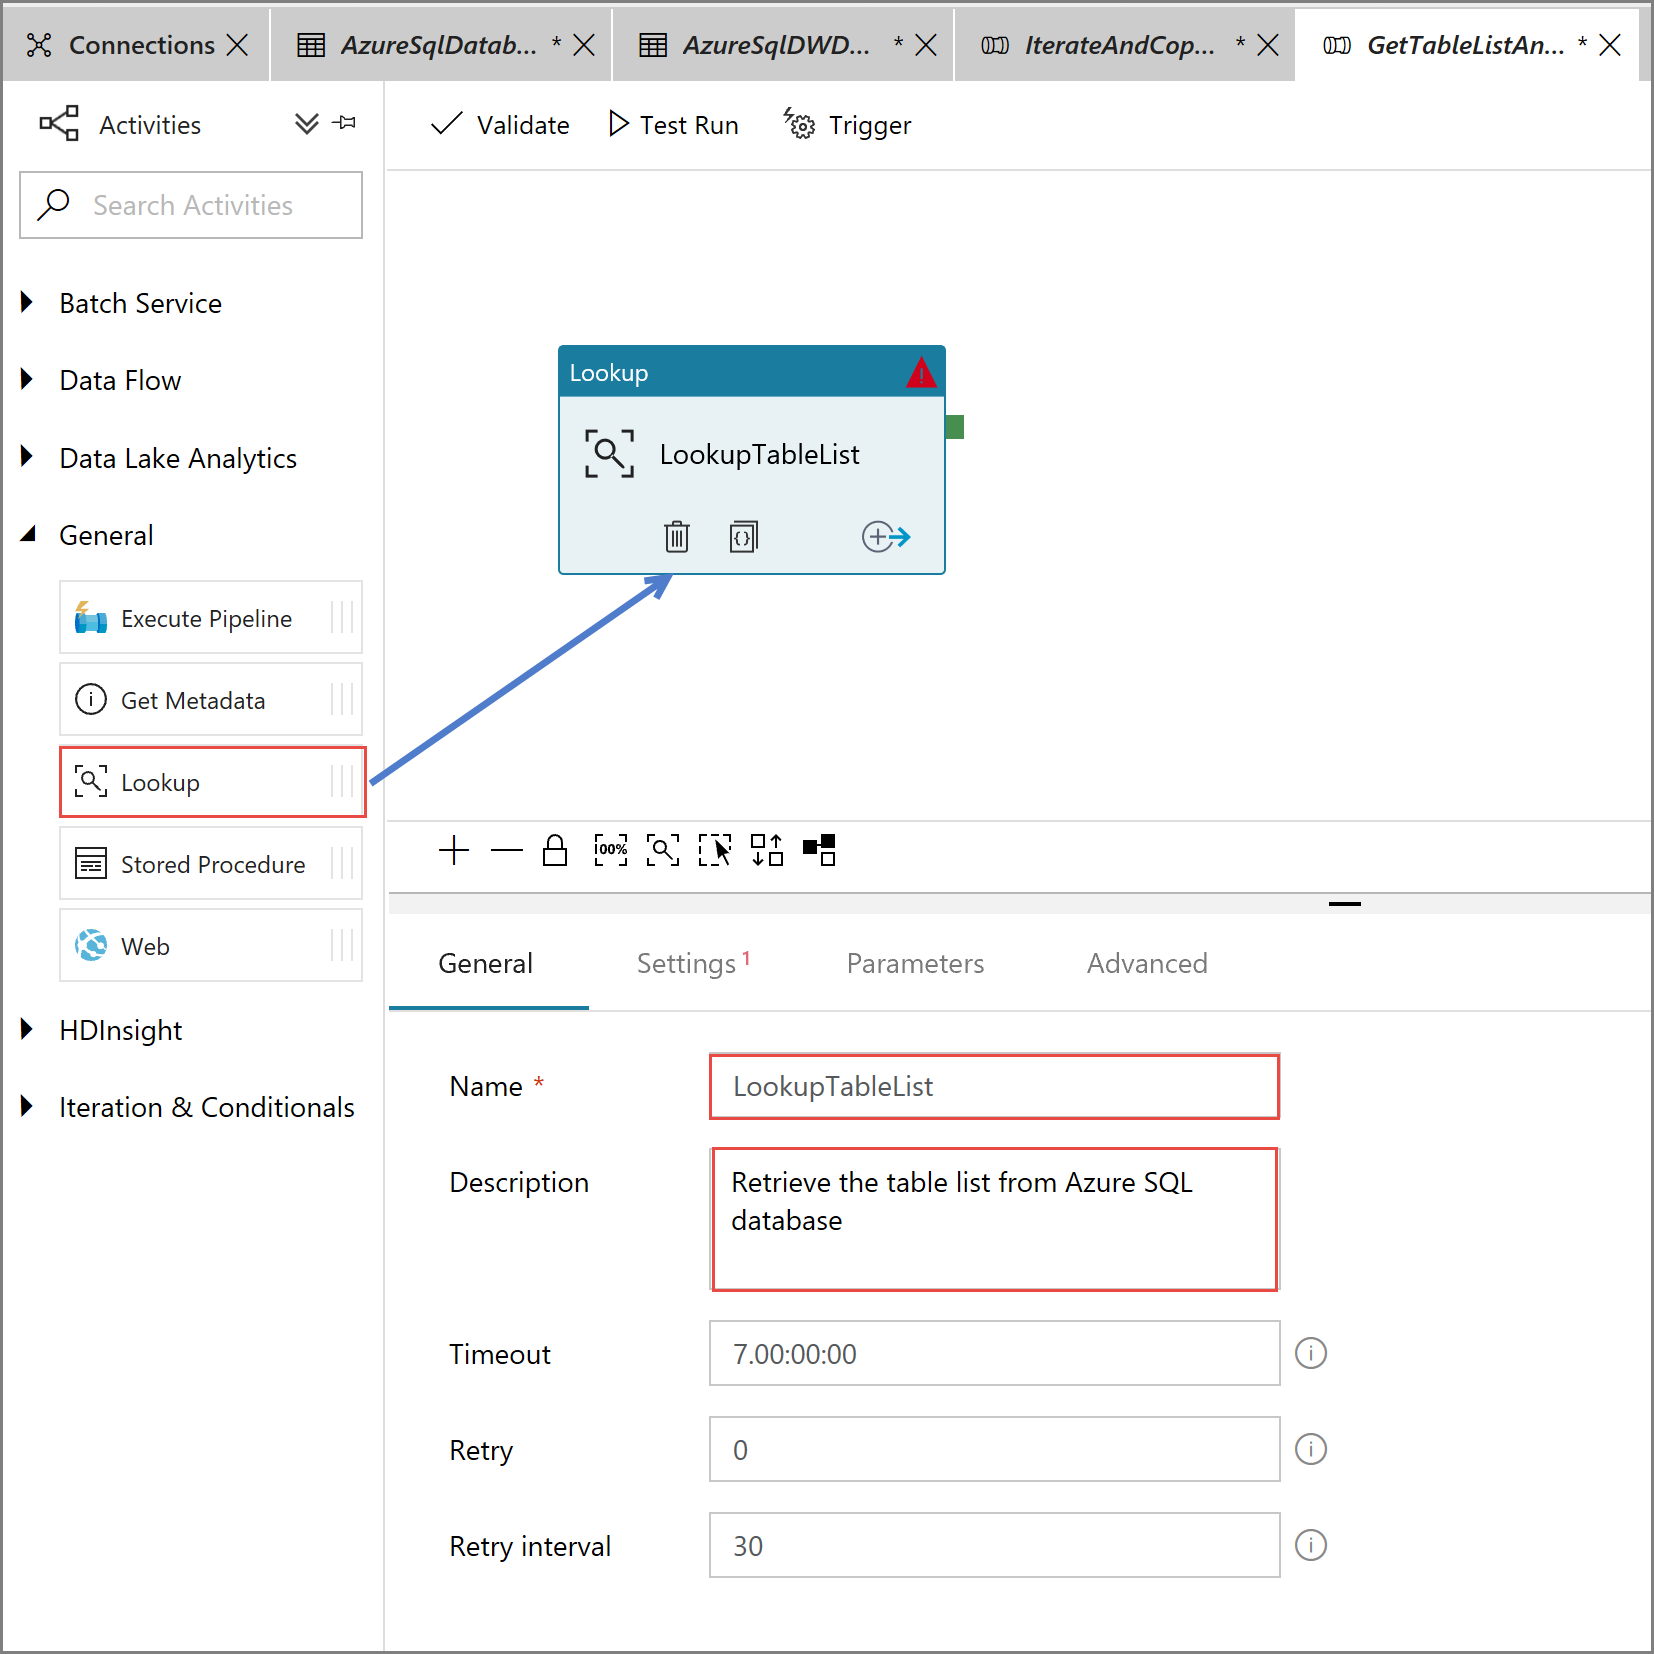 Connections
AzureSqlDatab... *
AzureSqlDWD... *
IterateAndCop... *
GetTableListAn... *
Activities
Validate
Test Run
Trigger
Search Activities
Batch Service
Data Flow
Data Lake Analytics
General
Execute Pipeline
Get Metadata
Lookup
Stored Procedure
Web
HDInsight
Iteration & Conditionals
Lookup
LookupTableList
100%
General
Settings 1
Parameters
Advanced
Name *
LookupTableList
Description
Retrieve the table list from Azure SQL
database
Timeout
7.00:00:00
Retry
0
Retry interval
30